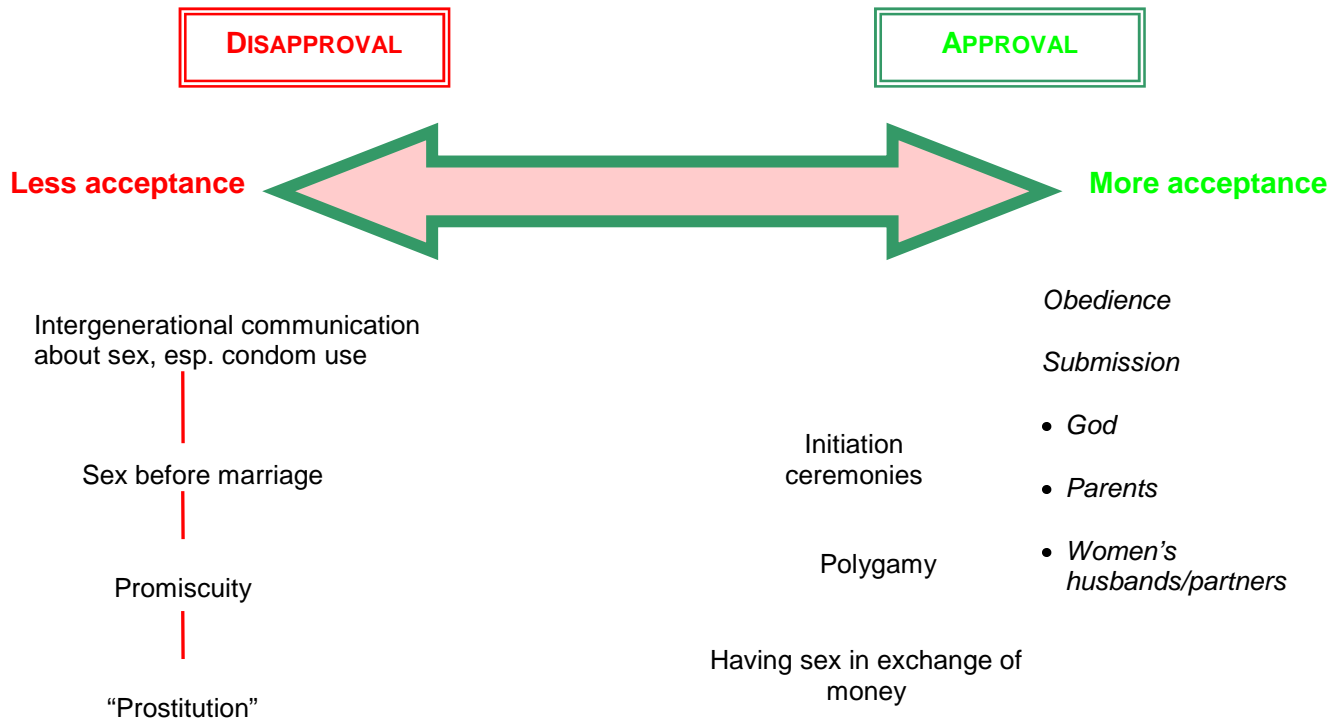 DISAPPROVAL
APPROVAL
Less acceptance
More acceptance
Intergenerational communication
about sex, esp. condom use
Sex before marriage
Promiscuity
“Prostitution”
Initiation
ceremonies
Polygamy
Having sex in exchange of
money
Obedience
Submission
• God
• Parents
• Women’s
husbands/partners